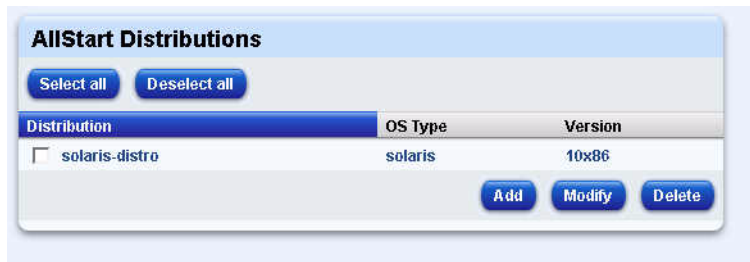 AllStart Distributions
Select all Deselect all
Distribution OS Type Version
solaris-distro solaris 10x86
Add Modify Delete